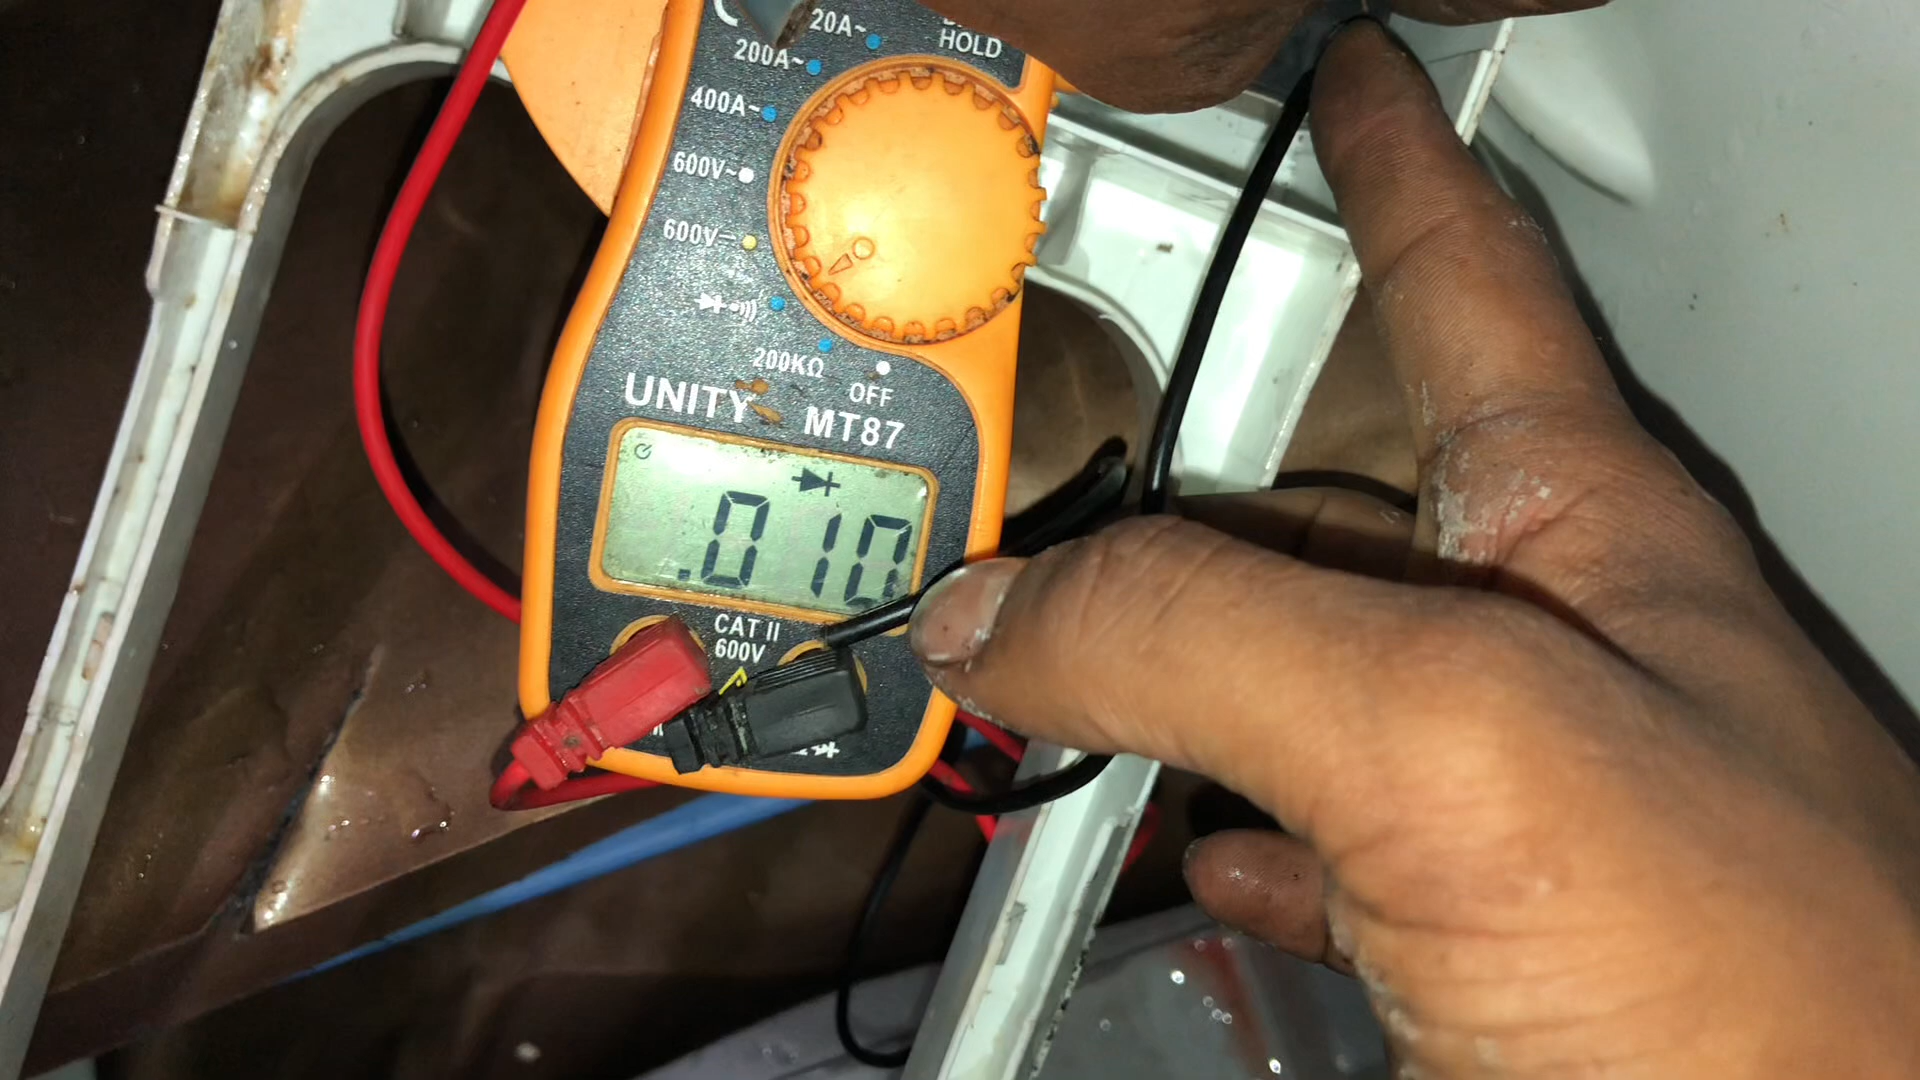 20A~
HOLD
200A~
400A~
600V~
600V⎓
200KΩ
OFF
UNITY
MT87
.010
CAT II
600V